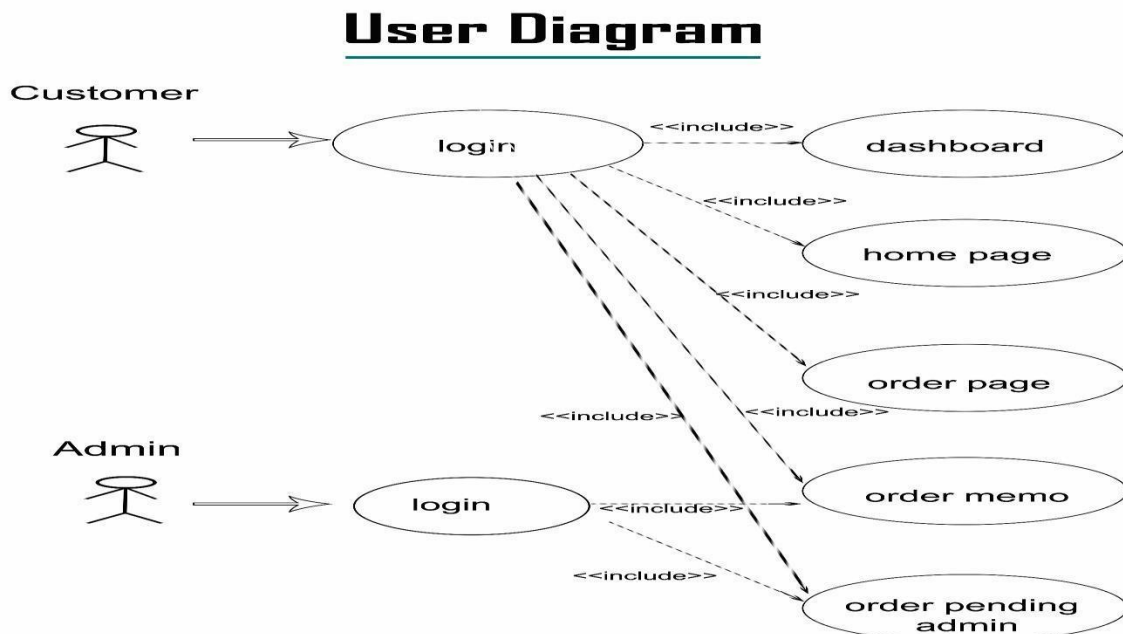 User Diagram
Customer
login
<<include>>
dashboard
<<include>>
home page
<<include>>
order page
<<include>>
<<include>>
Admin
login
<<include>>
order memo
<<include>>
order pending
admin